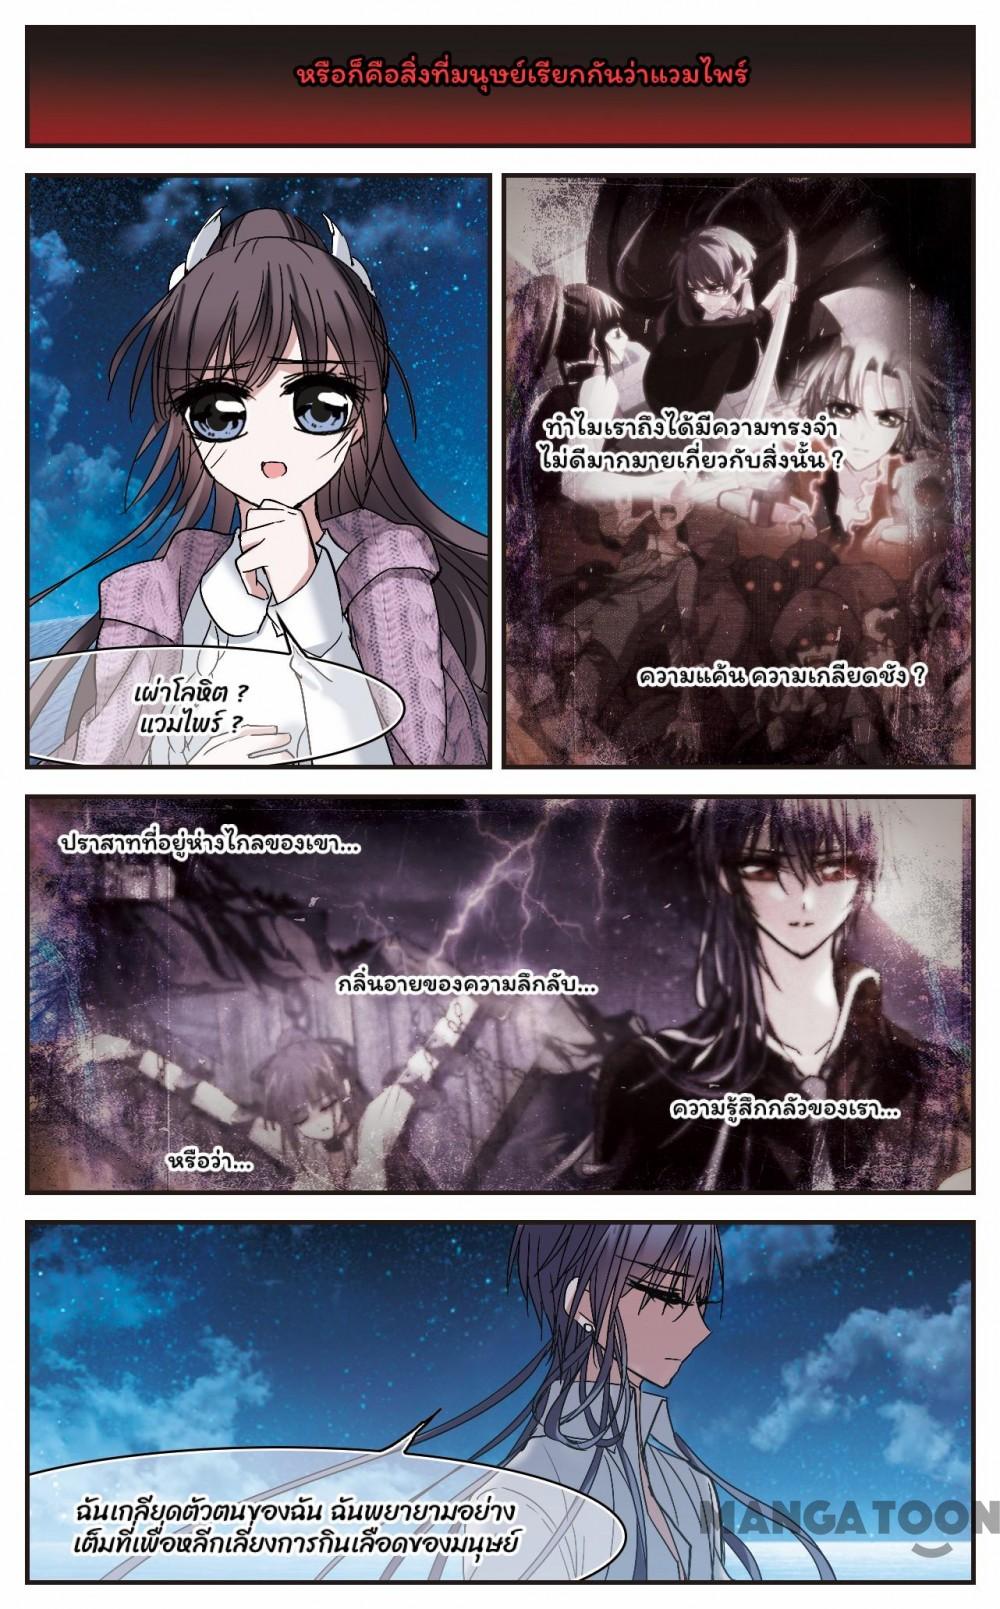 หรือก็คือสิ่งที่มนุษย์เรียกกันว่าแวมไพร์
เผ่าโลหิต ?
แวมไพร์ ?
ทำไมเราถึงได้มีความทรงจำ
ไม่ดีมากมายเกี่ยวกับสิ่งนั้น ?
ความแค้น ความเกลียดชัง ?
ปราสาทที่อยู่ห่างไกลของเขา...
กลิ่นอายของความลึกลับ...
ความรู้สึกกลัวของเรา...
หรือว่า...
ฉันเกลียดตัวตนของฉัน ฉันพยายามอย่าง
เต็มที่เพื่อหลีกเลี่ยงการกินเลือดของมนุษย์
MANGATOON